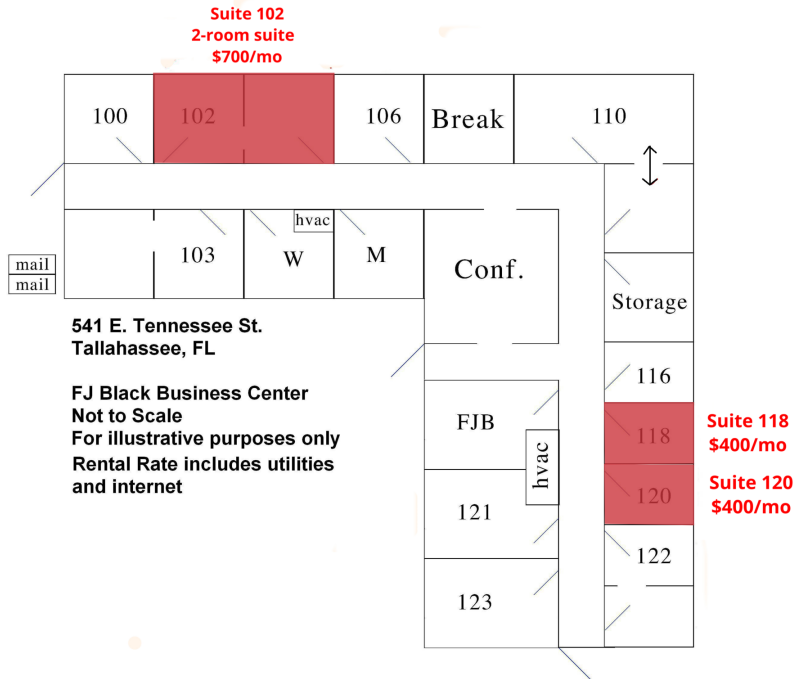 Suite 102
2-room suite
$700/mo
100
102
106
Break
110
hvac
103
W
M
Conf.
mail
mail
Storage
541 E. Tennessee St.
Tallahassee, FL
FJ Black Business Center
Not to Scale
For illustrative purposes only
Rental Rate includes utilities
and internet
116
FJB
118
Suite 118
$400/mo
hvac
120
Suite 120
$400/mo
121
122
123